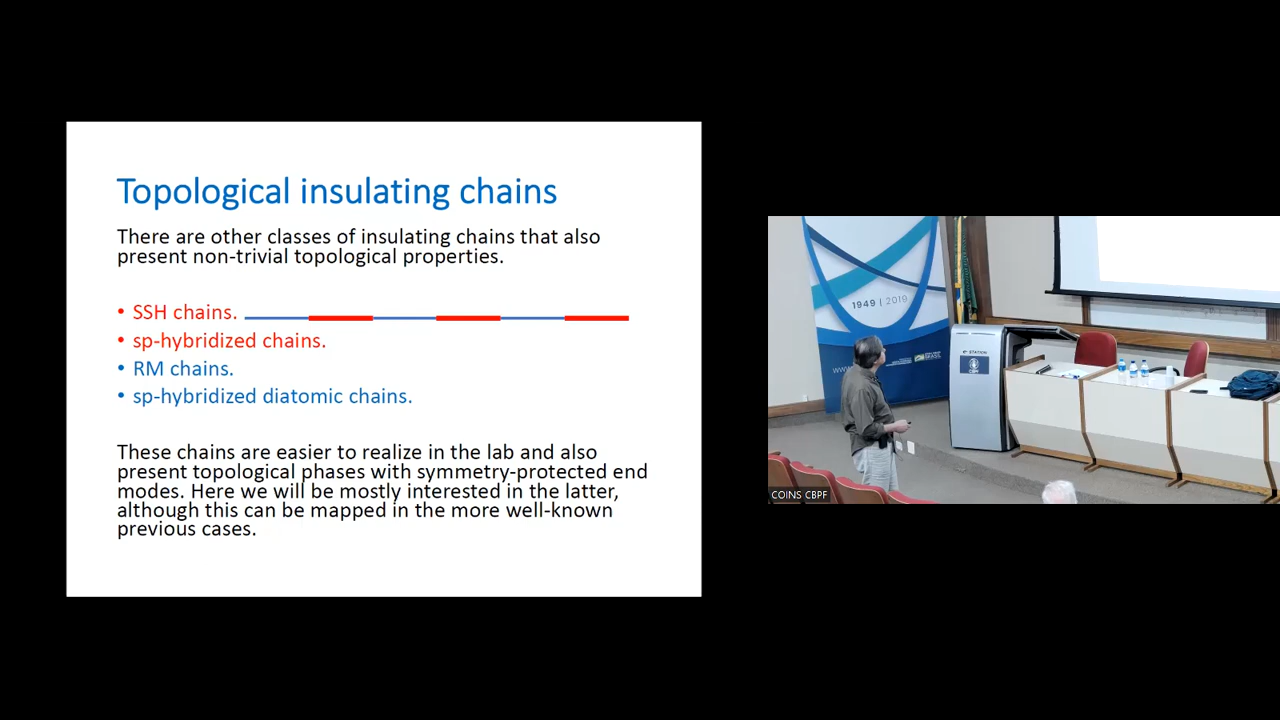 Topological insulating chains
There are other classes of insulating chains that also
present non-trivial topological properties.
• SSH chains.
• sp-hybridized chains.
• RM chains.
• sp-hybridized diatomic chains.
These chains are easier to realize in the lab and also
present topological phases with symmetry-protected end
modes. Here we will be mostly interested in the latter,
although this can be mapped in the more well-known
previous cases.
1949 | 2019
www.
STATION
CBPF
COINS CBPF